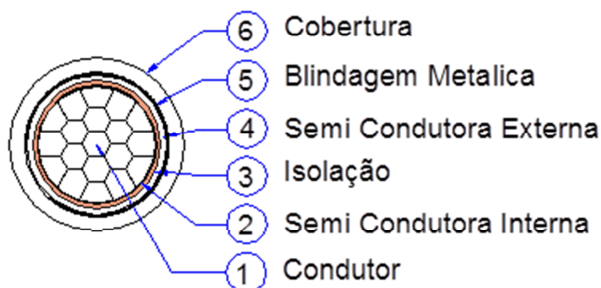 6 Cobertura
5 Blindagem Metalica
4 Semi Condutora Externa
3 Isolação
2 Semi Condutora Interna
1 Condutor